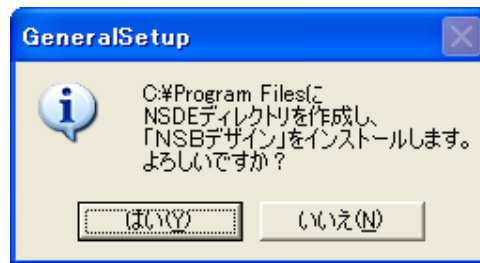 GeneralSetup
C:¥Program Filesに
NSDEディレクトリを作成し、
「NSBデザイン」をインストールします。
よろしいですか？
はい(Y)
いいえ(N)